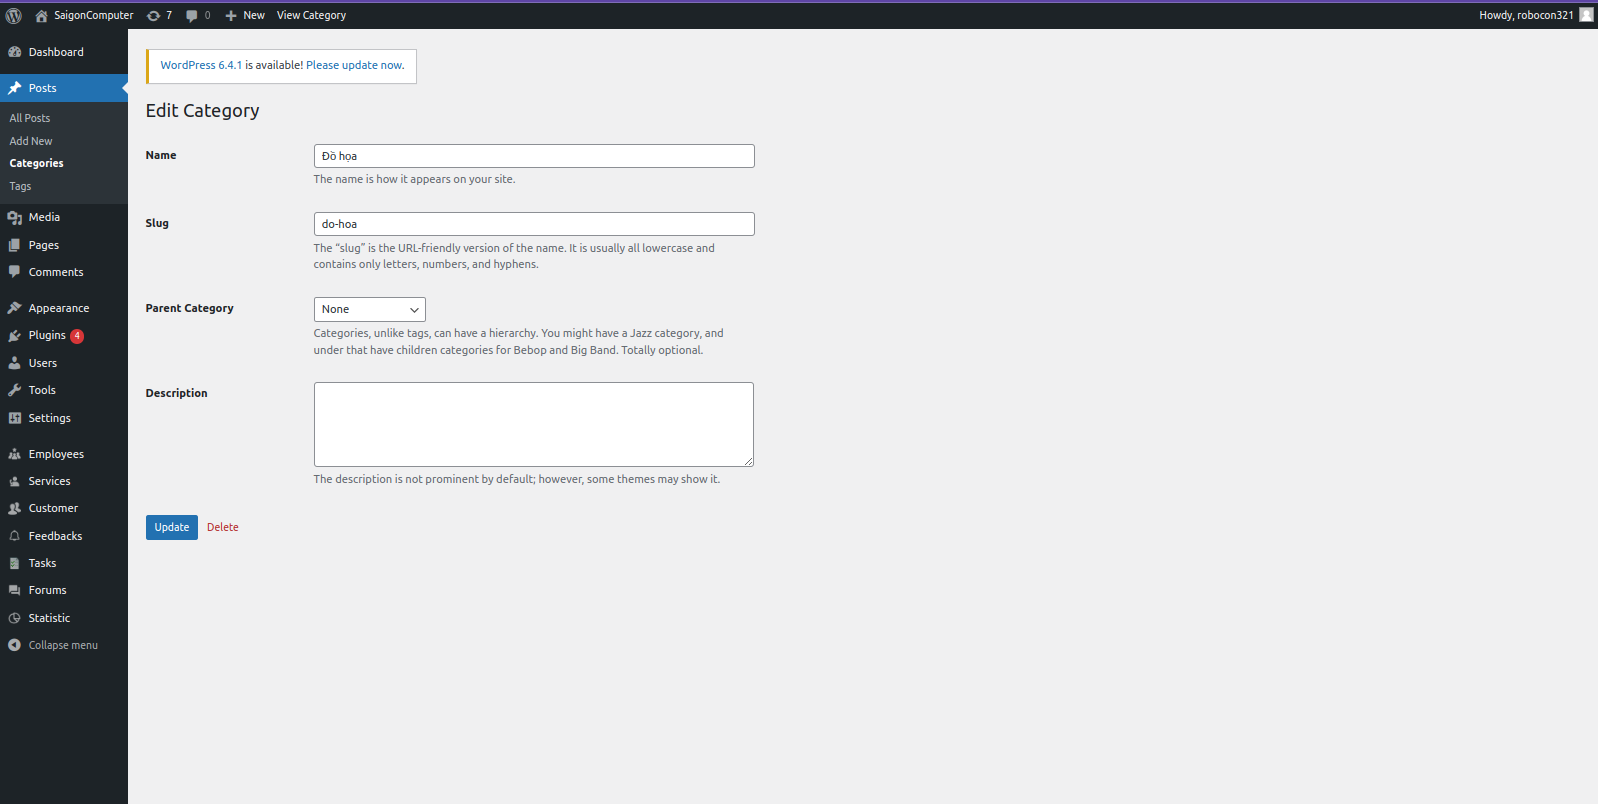 SaigonComputer 7 0 New View Category Howdy, robocon321
Dashboard
Posts
All Posts
Add New
Categories
Tags
Media
Pages
Comments
Appearance
Plugins 4
Users
Tools
Settings
Employees
Services
Customer
Feedbacks
Tasks
Forums
Statistic
Collapse menu
WordPress 6.4.1 is available! Please update now.
Edit Category
Name
Đồ họa
The name is how it appears on your site.
Slug
do-hoa
The “slug” is the URL-friendly version of the name. It is usually all lowercase and
contains only letters, numbers, and hyphens.
Parent Category
None
Categories, unlike tags, can have a hierarchy. You might have a Jazz category, and
under that have children categories for Bebop and Big Band. Totally optional.
Description
The description is not prominent by default; however, some themes may show it.
Update Delete